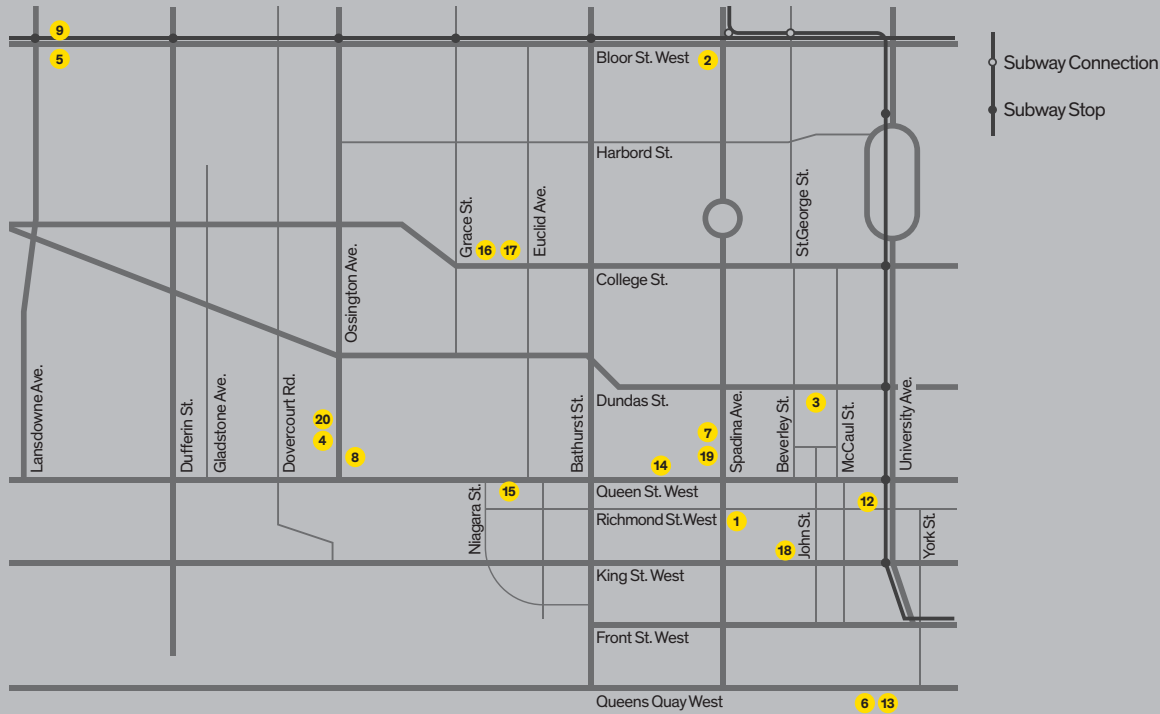 9
5
Bloor St. West
2
Subway Connection
Subway Stop
Harbord St.
St.George St.
Grace St.
16
17
Euclid Ave.
College St.
Ossington Ave.
Lansdowne Ave.
Dufferin St.
Gladstone Ave.
Dovercourt Rd.
20
4
8
Bathurst St.
Dundas St.
7
19
14
Spadina Ave.
Beverley St.
3
McCaul St.
University Ave.
Niagara St.
15
Queen St. West
12
Richmond St.West
1
18
John St.
York St.
King St. West
Front St. West
Queens Quay West
6
13